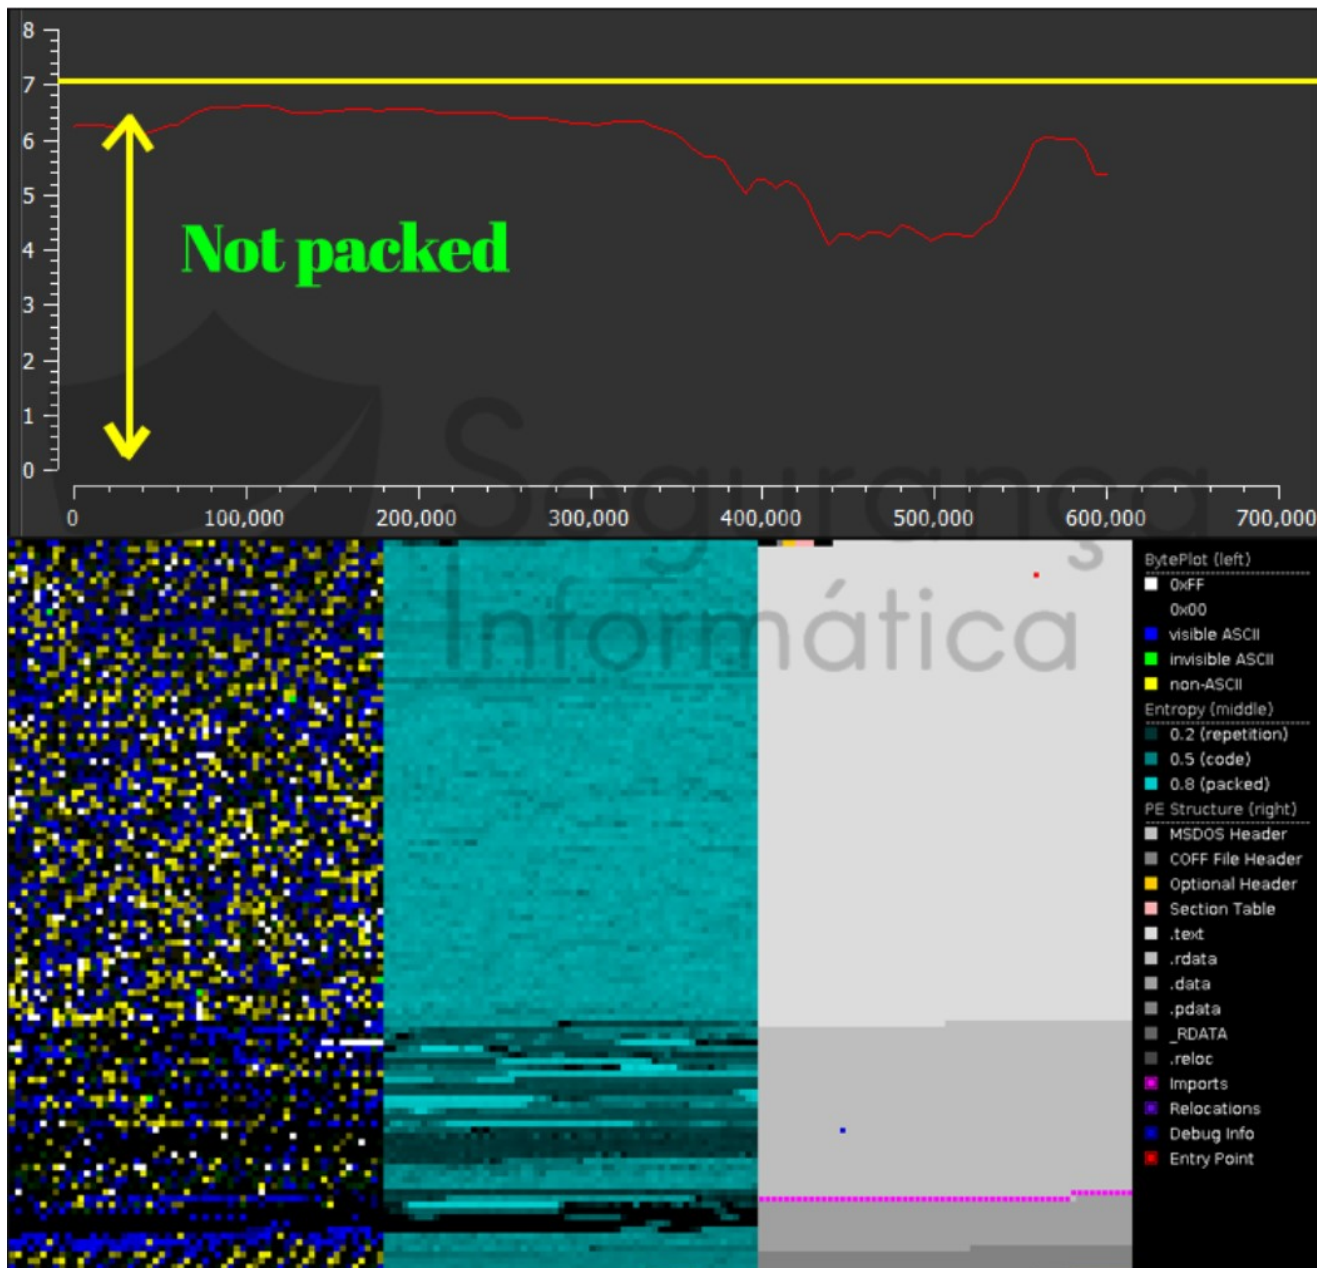 8
7
6
5
4
3
2
1
0
Not packed
0 100,000 200,000 300,000 400,000 500,000 600,000 700,000
Segurança
Informática
BytePlot (left)
0xFF
0x00
visible ASCII
invisible ASCII
non-ASCII
Entropy (middle)
0.2 (repetition)
0.5 (code)
0.8 (packed)
PE Structure (right)
MSDOS Header
COFF File Header
Optional Header
Section Table
.text
.rdata
.data
.pdata
_RDATA
.reloc
Imports
Relocations
Debug Info
Entry Point